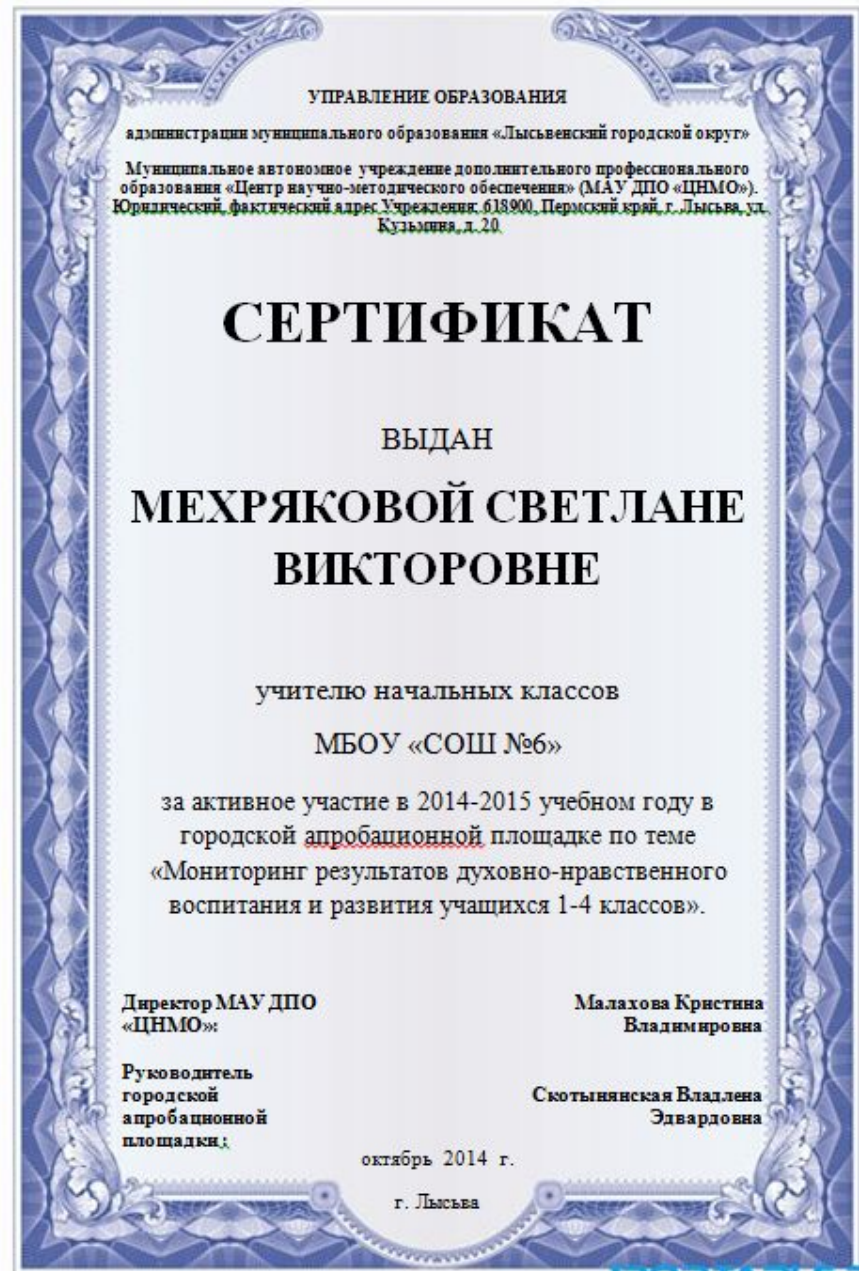 УПРАВЛЕНИЕ ОБРАЗОВАНИЯ
администрации муниципального образования «Лысьвенский городской округ»
Муниципальное автономное учреждение дополнительного профессионального
образования «Центр научно-методического обеспечения» (МАУ ДПО «ЦНМО»).
Юридический, фактический адрес Учреждения: 618900, Пермский край, г. Лысьва, ул.
Кузьмина, д. 20
СЕРТИФИКАТ
ВЫДАН
МЕХРЯКОВОЙ СВЕТЛАНЕ
ВИКТОРОВНЕ
учителю начальных классов
МБОУ «СОШ №6»
за активное участие в 2014-2015 учебном году в
городской апробационной площадке по теме
«Мониторинг результатов духовно-нравственного
воспитания и развития учащихся 1-4 классов».
Директор МАУ ДПО
«ЦНМО»:
Малахова Кристина
Владимировна
Руководитель
городской
апробационной
площадки :
Скотынянская Владлена
Эдвардовна
октябрь 2014 г.
г. Лысьва